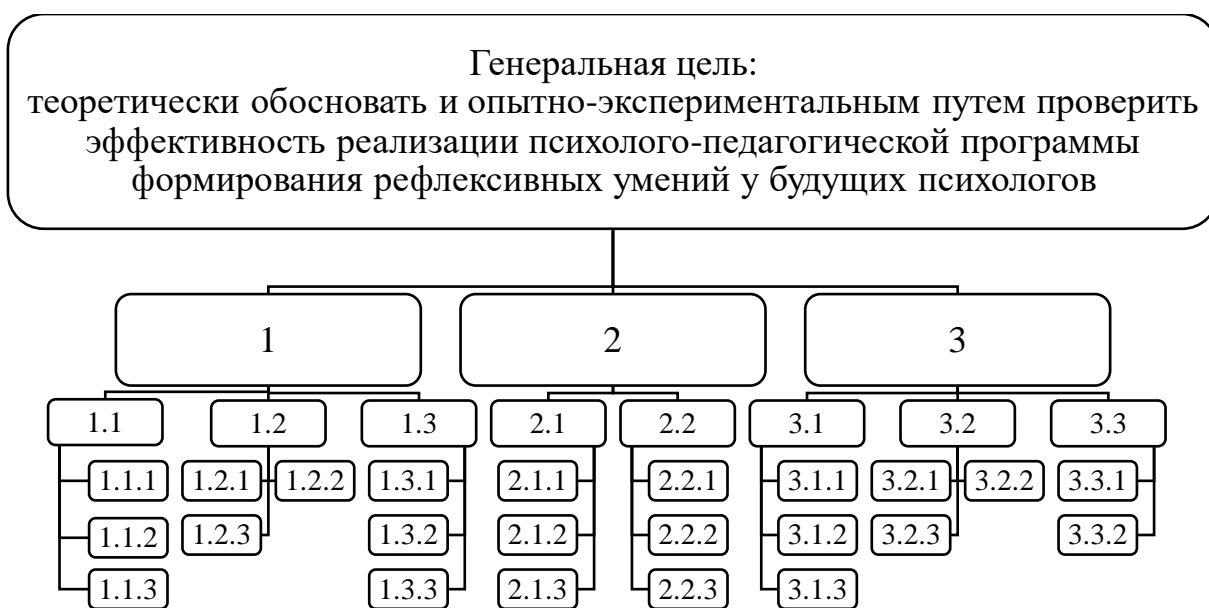 Генеральная цель:
теоретически обосновать и опытно-экспериментальным путем проверить
эффективность реализации психолого-педагогической программы
формирования рефлексивных умений у будущих психологов
1 2 3
1.1 1.2 1.3 2.1 2.2 3.1 3.2 3.3
1.1.1 1.2.1 1.2.2 1.3.1 2.1.1 2.2.1 3.1.1 3.2.1 3.2.2 3.3.1
1.1.2 1.2.3 1.3.2 2.1.2 2.2.2 3.1.2 3.2.3 3.3.2
1.1.3 1.3.3 2.1.3 2.2.3 3.1.3